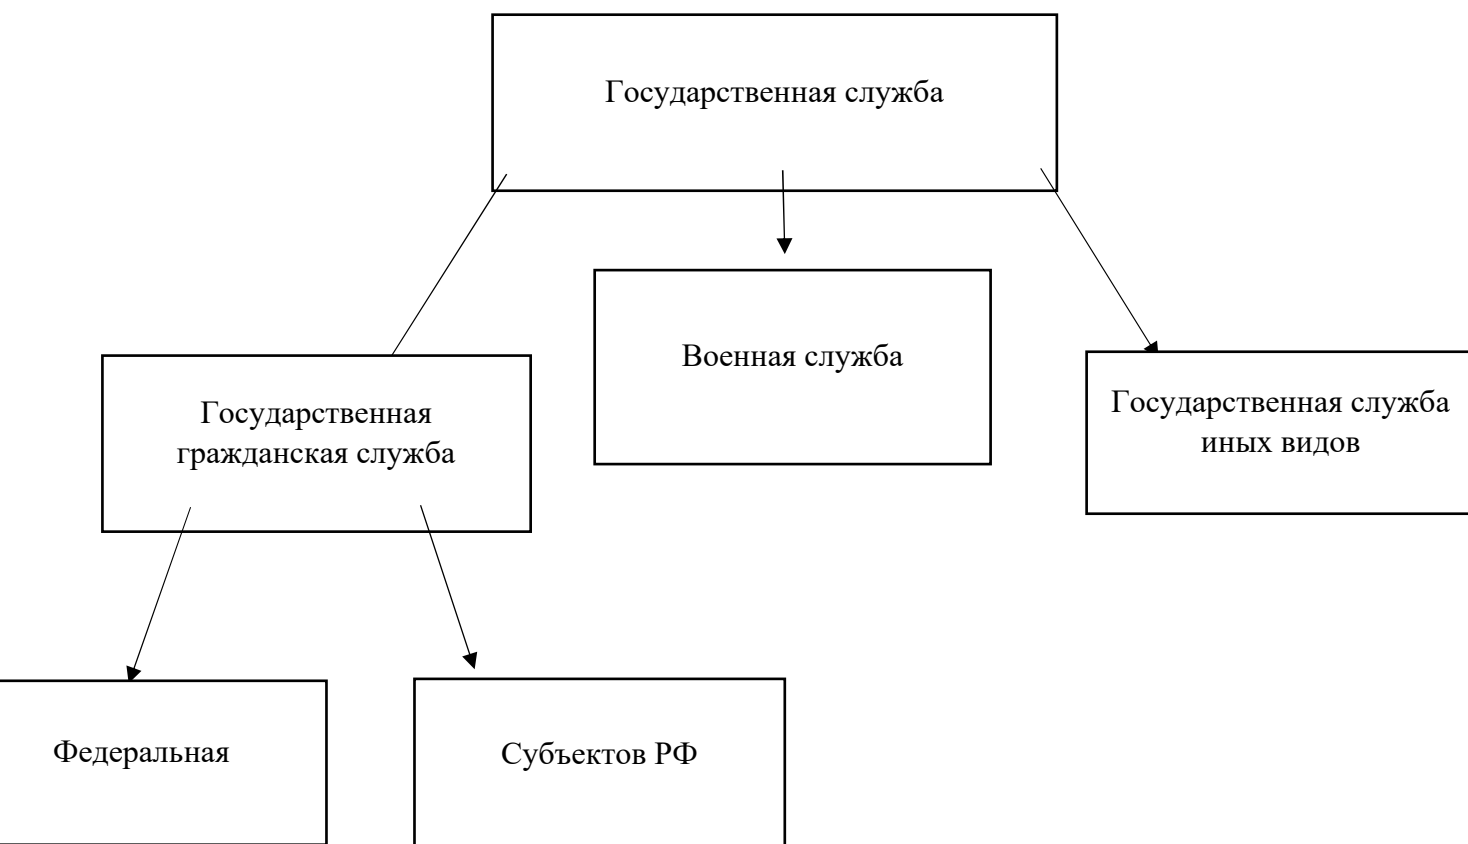 Государственная служба
Военная служба
Государственная служба
иных видов
Государственная
гражданская служба
Федеральная
Субъектов РФ